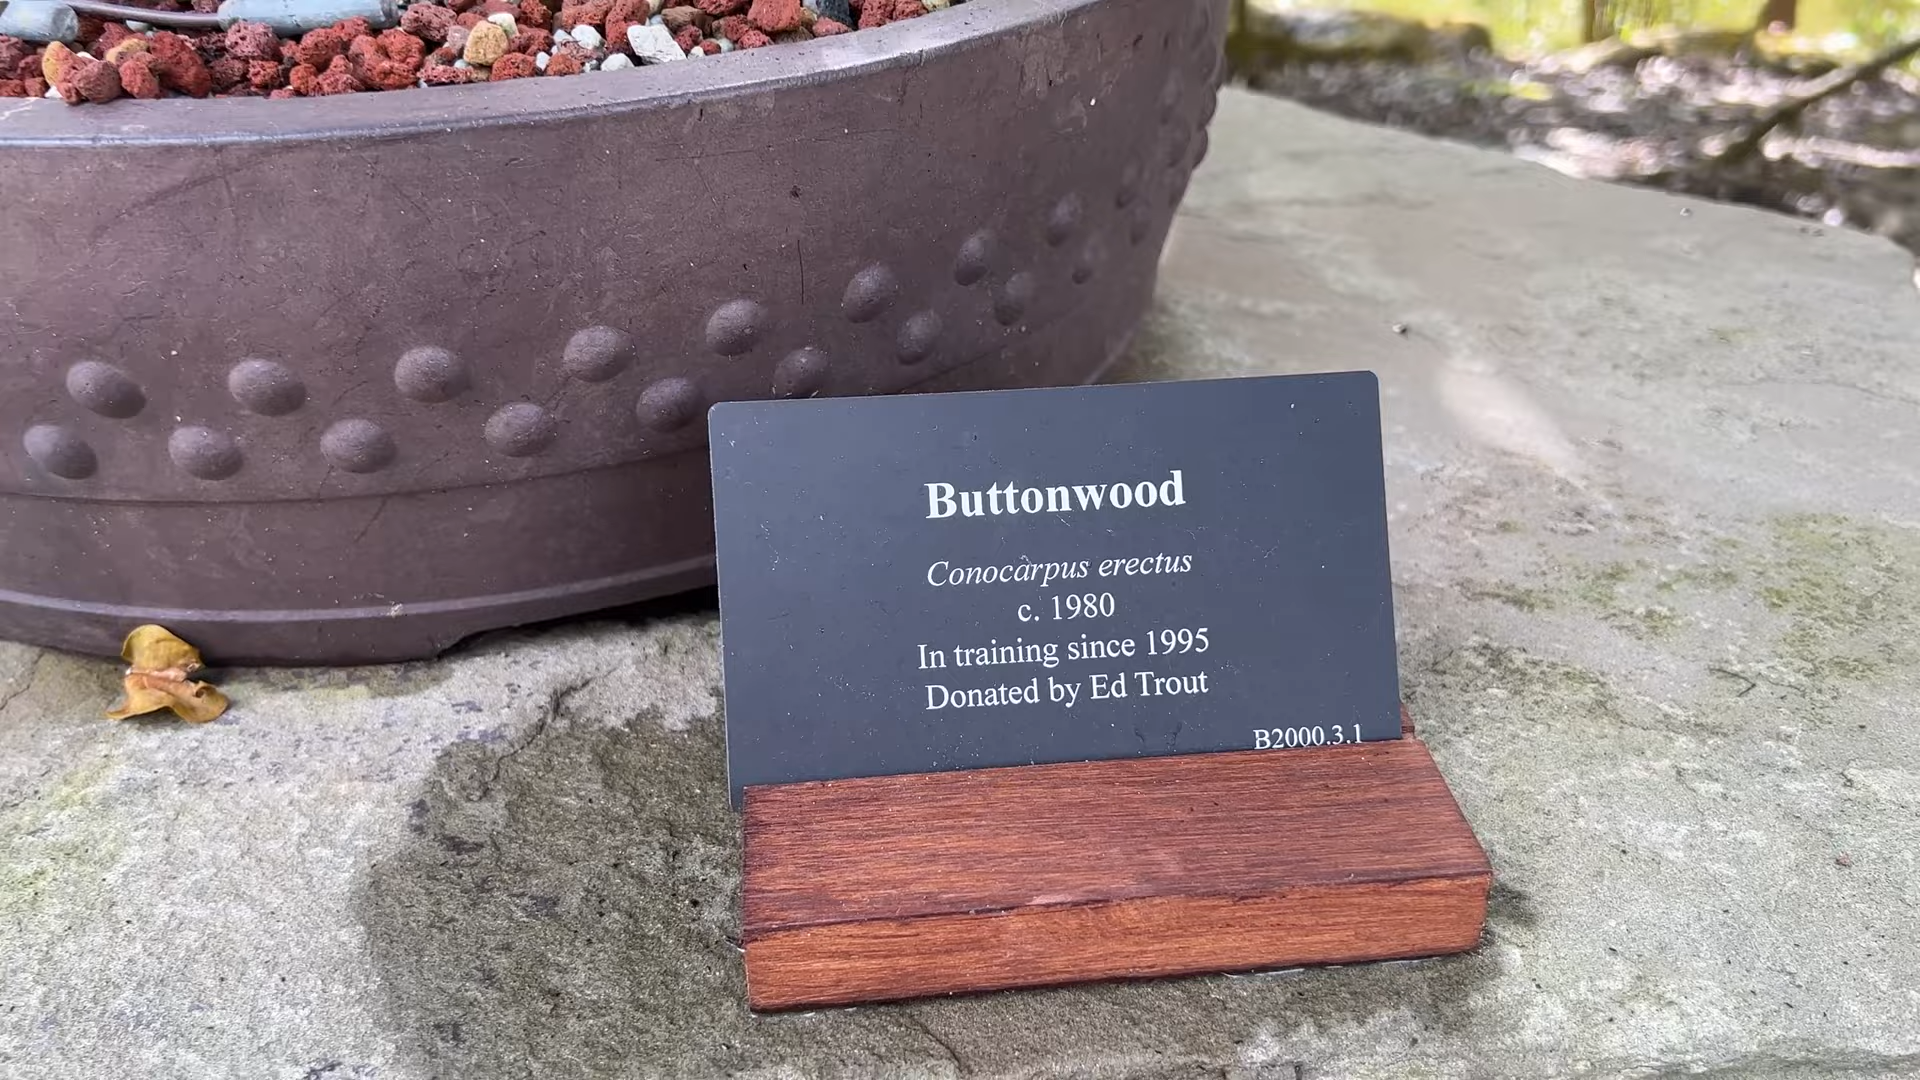 Buttonwood
Conocarpus erectus
c. 1980
In training since 1995
Donated by Ed Trout
B2000.3.1